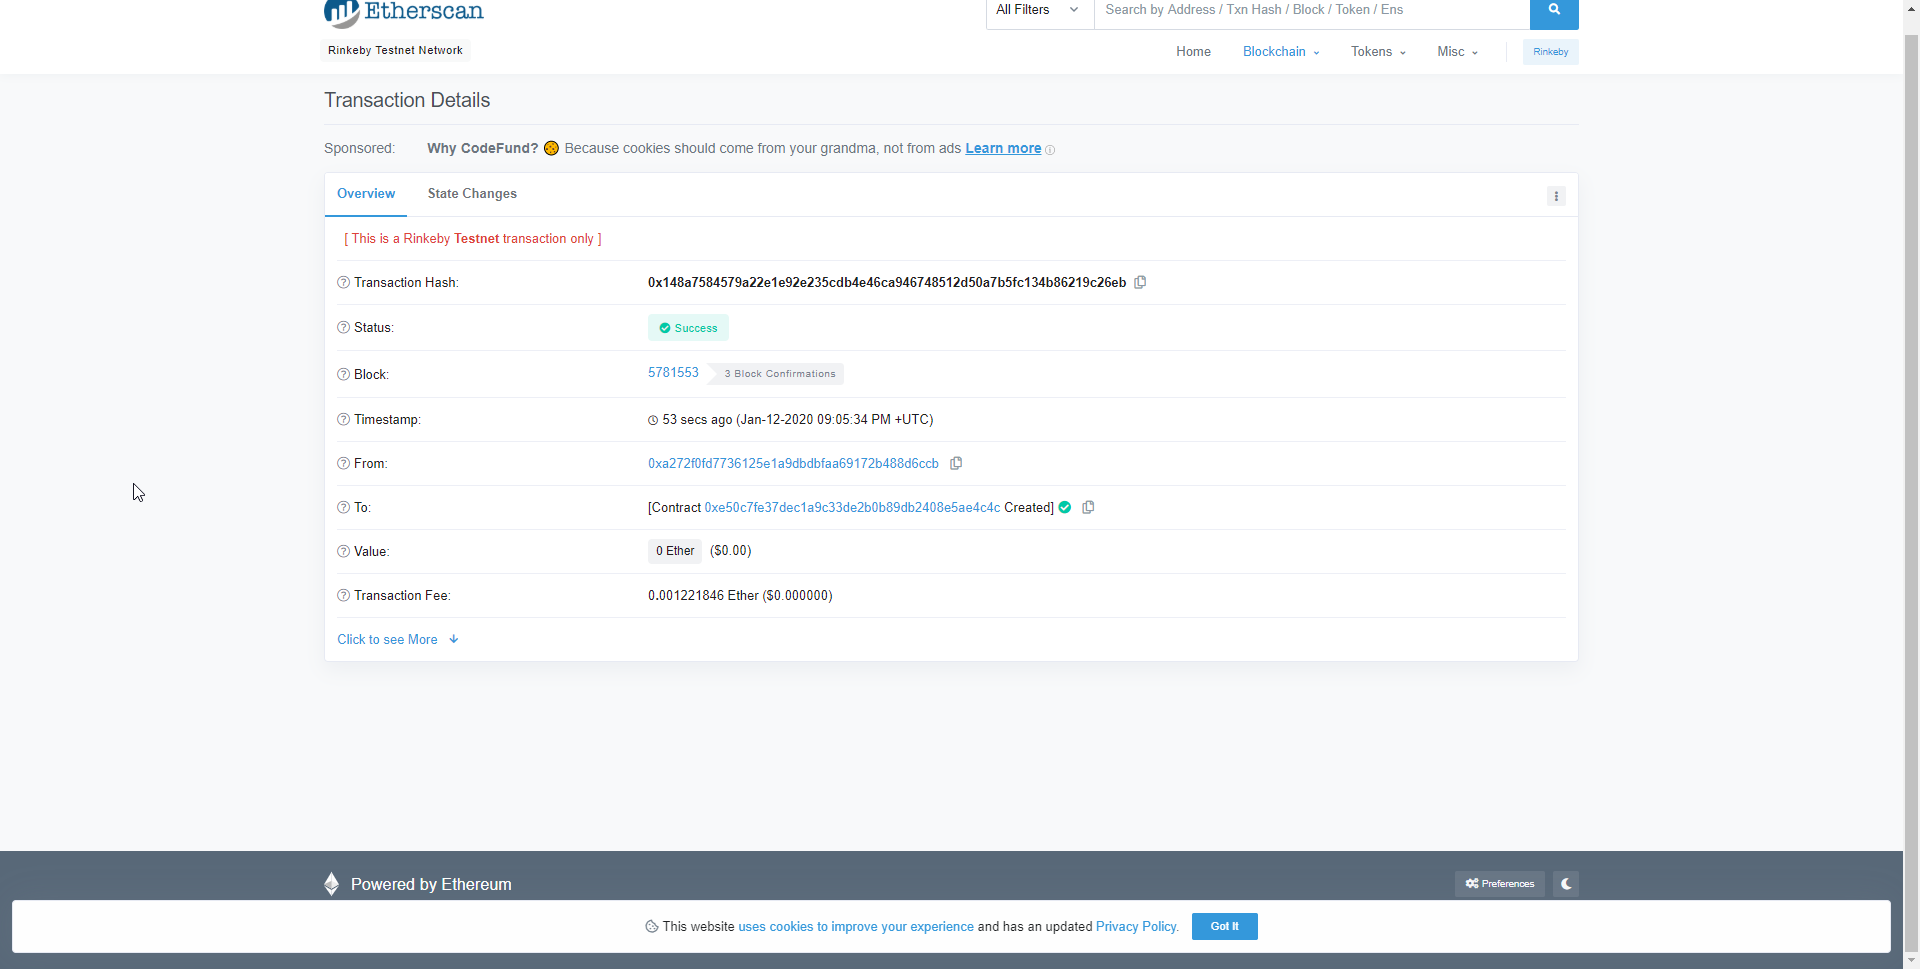 Etherscan
All Filters
Search by Address / Txn Hash / Block / Token / Ens
Rinkeby Testnet Network
Home
Blockchain
Tokens
Misc
Rinkeby
Transaction Details
Sponsored: Why CodeFund? Because cookies should come from your grandma, not from ads Learn more
Overview State Changes
[ This is a Rinkeby Testnet transaction only ]
Transaction Hash: 0x148a7584579a22e1e92e235cdb4e46ca946748512d50a7b5fc134b86219c26eb
Status: Success
Block: 5781553 3 Block Confirmations
Timestamp: 53 secs ago (Jan-12-2020 09:05:34 PM +UTC)
From: 0xa272f0fd7736125e1a9dbdbfaa69172b488d6ccb
To: [Contract 0xe50c7fe37dec1a9c33de2b0b89db2408e5ae4c4c Created]
Value: 0 Ether ($0.00)
Transaction Fee: 0.001221846 Ether ($0.000000)
Click to see More
Powered by Ethereum
Preferences
This website uses cookies to improve your experience and has an updated Privacy Policy.
Got It